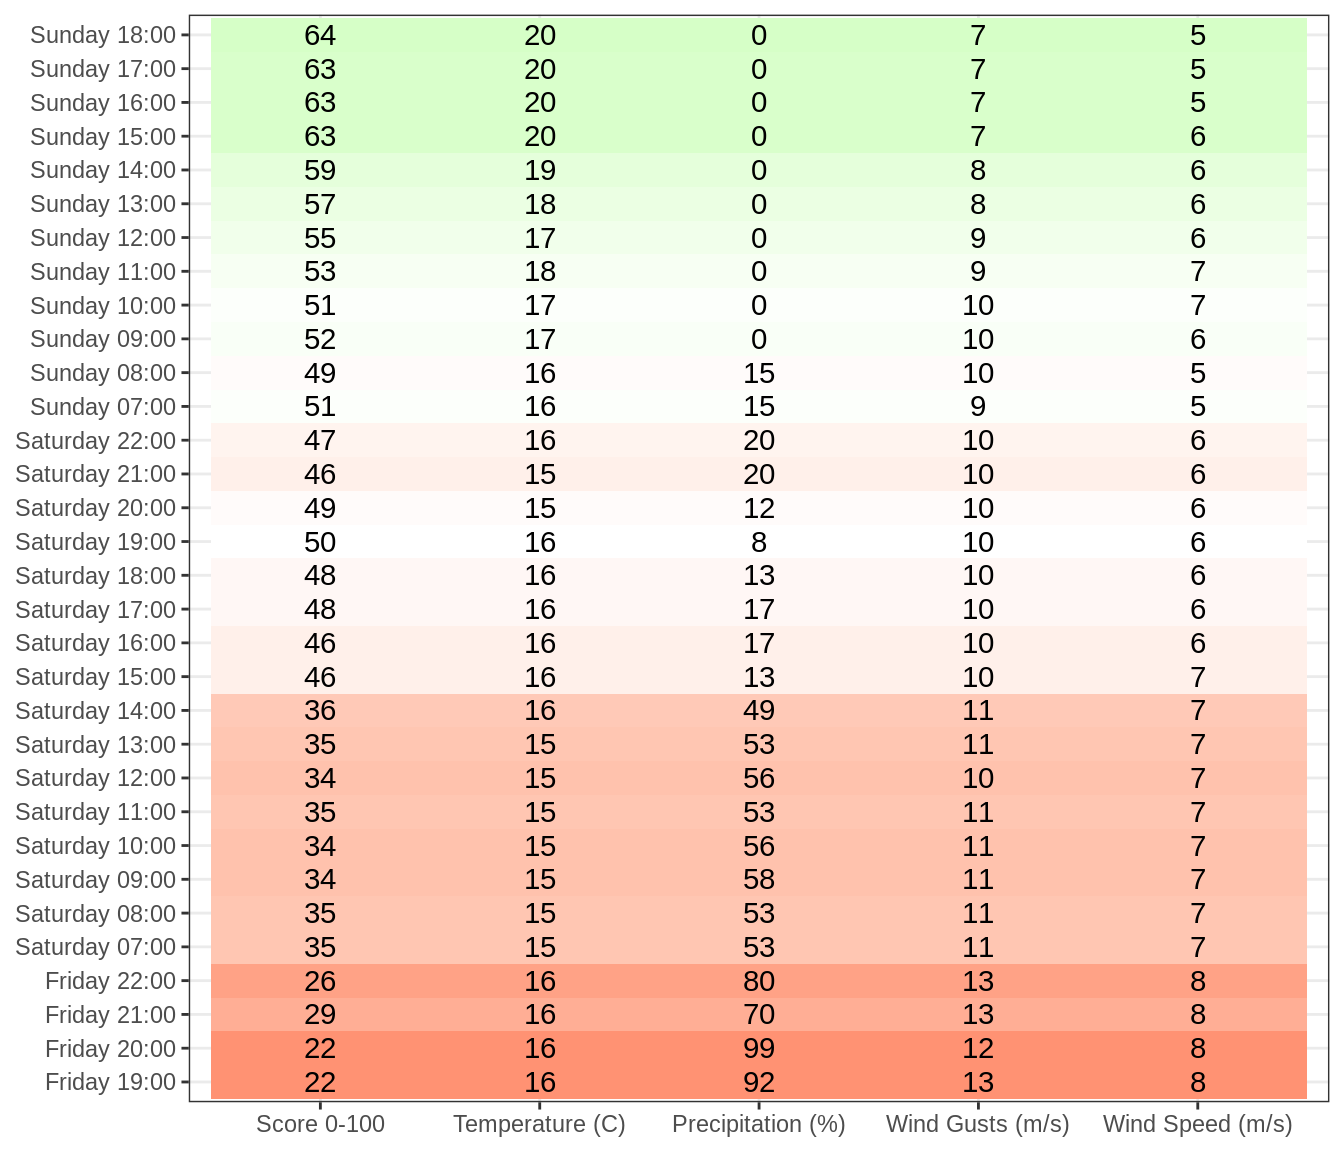 Sunday 18:00 64 20 0 7 5
Sunday 17:00 63 20 0 7 5
Sunday 16:00 63 20 0 7 5
Sunday 15:00 63 20 0 7 6
Sunday 14:00 59 19 0 8 6
Sunday 13:00 57 18 0 8 6
Sunday 12:00 55 17 0 9 6
Sunday 11:00 53 18 0 9 7
Sunday 10:00 51 17 0 10 7
Sunday 09:00 52 17 0 10 6
Sunday 08:00 49 16 15 10 5
Sunday 07:00 51 16 15 9 5
Saturday 22:00 47 16 20 10 6
Saturday 21:00 46 15 20 10 6
Saturday 20:00 49 15 12 10 6
Saturday 19:00 50 16 8 10 6
Saturday 18:00 48 16 13 10 6
Saturday 17:00 48 16 17 10 6
Saturday 16:00 46 16 17 10 6
Saturday 15:00 46 16 13 10 7
Saturday 14:00 36 16 49 11 7
Saturday 13:00 35 15 53 11 7
Saturday 12:00 34 15 56 10 7
Saturday 11:00 35 15 53 11 7
Saturday 10:00 34 15 56 11 7
Saturday 09:00 34 15 58 11 7
Saturday 08:00 35 15 53 11 7
Saturday 07:00 35 15 53 11 7
Friday 22:00 26 16 80 13 8
Friday 21:00 29 16 70 13 8
Friday 20:00 22 16 99 12 8
Friday 19:00 22 16 92 13 8
Score 0-100 Temperature (C) Precipitation (%) Wind Gusts (m/s) Wind Speed (m/s)